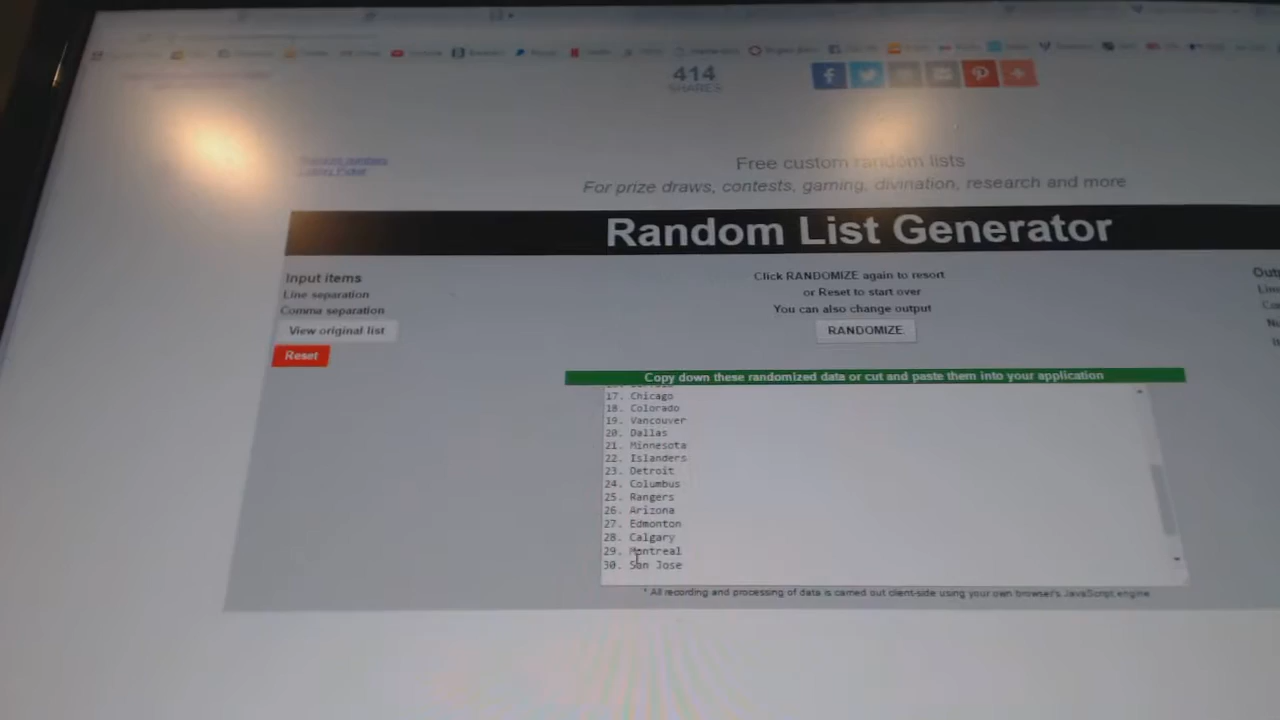 414
SHARES
Free custom random lists
For prize draws, contests, gaming, divination, research and more
Random List Generator
Input items
Line separation
Comma separation
View original list
Reset
Click RANDOMIZE again to resort
or Reset to start over
You can also change output
RANDOMIZE
Copy down these randomized data or cut and paste them into your application
17. Chicago
18. Colorado
19. Vancouver
20. Dallas
21. Minnesota
22. Islanders
23. Detroit
24. Columbus
25. Rangers
26. Arizona
27. Edmonton
28. Calgary
29. Montreal
30. San Jose
* All recording and processing of data is carried out client-side using your own browser's JavaScript engine